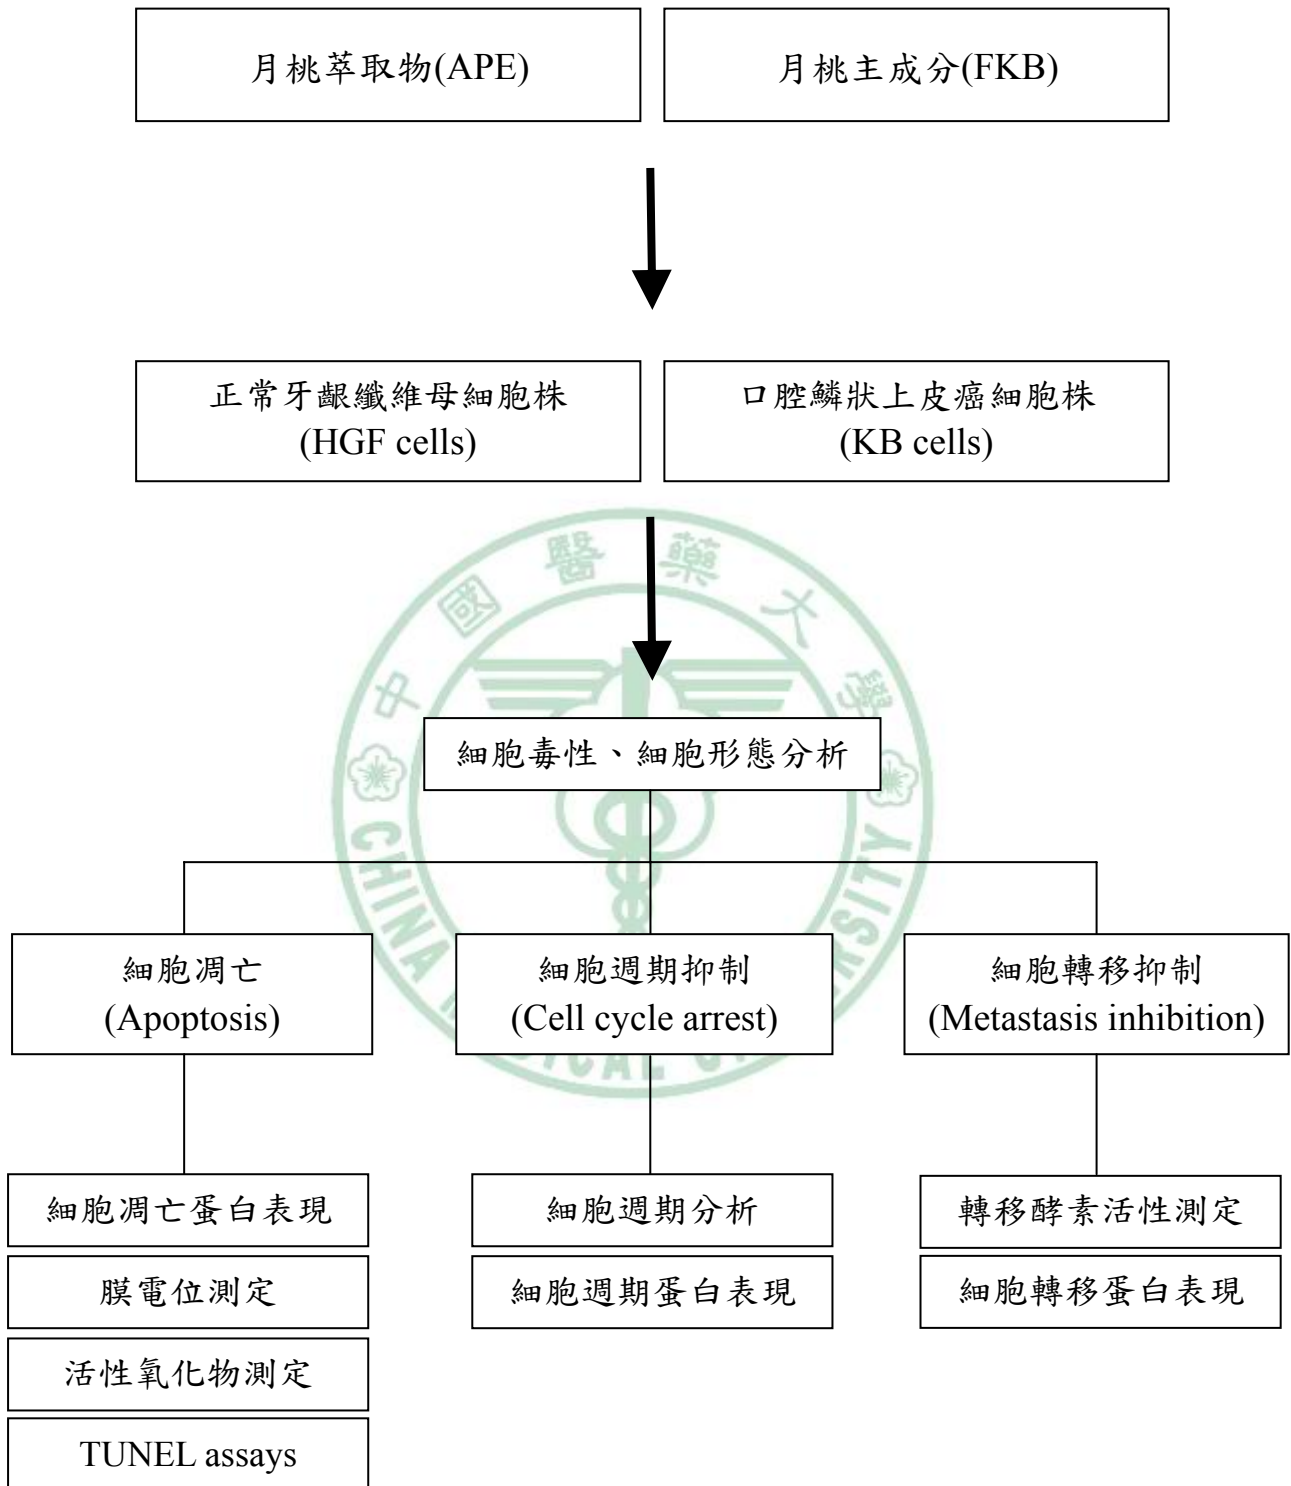 月桃萃取物(APE)
月桃主成分(FKB)
正常牙齦纖維母細胞株
(HGF cells)
口腔鱗狀上皮癌細胞株
(KB cells)
中國醫藥大學
細胞毒性、細胞形態分析
細胞凋亡
(Apoptosis)
細胞週期抑制
(Cell cycle arrest)
細胞轉移抑制
(Metastasis inhibition)
細胞凋亡蛋白表現
膜電位測定
活性氧化物測定
TUNEL assays
細胞週期分析
細胞週期蛋白表現
轉移酵素活性測定
細胞轉移蛋白表現